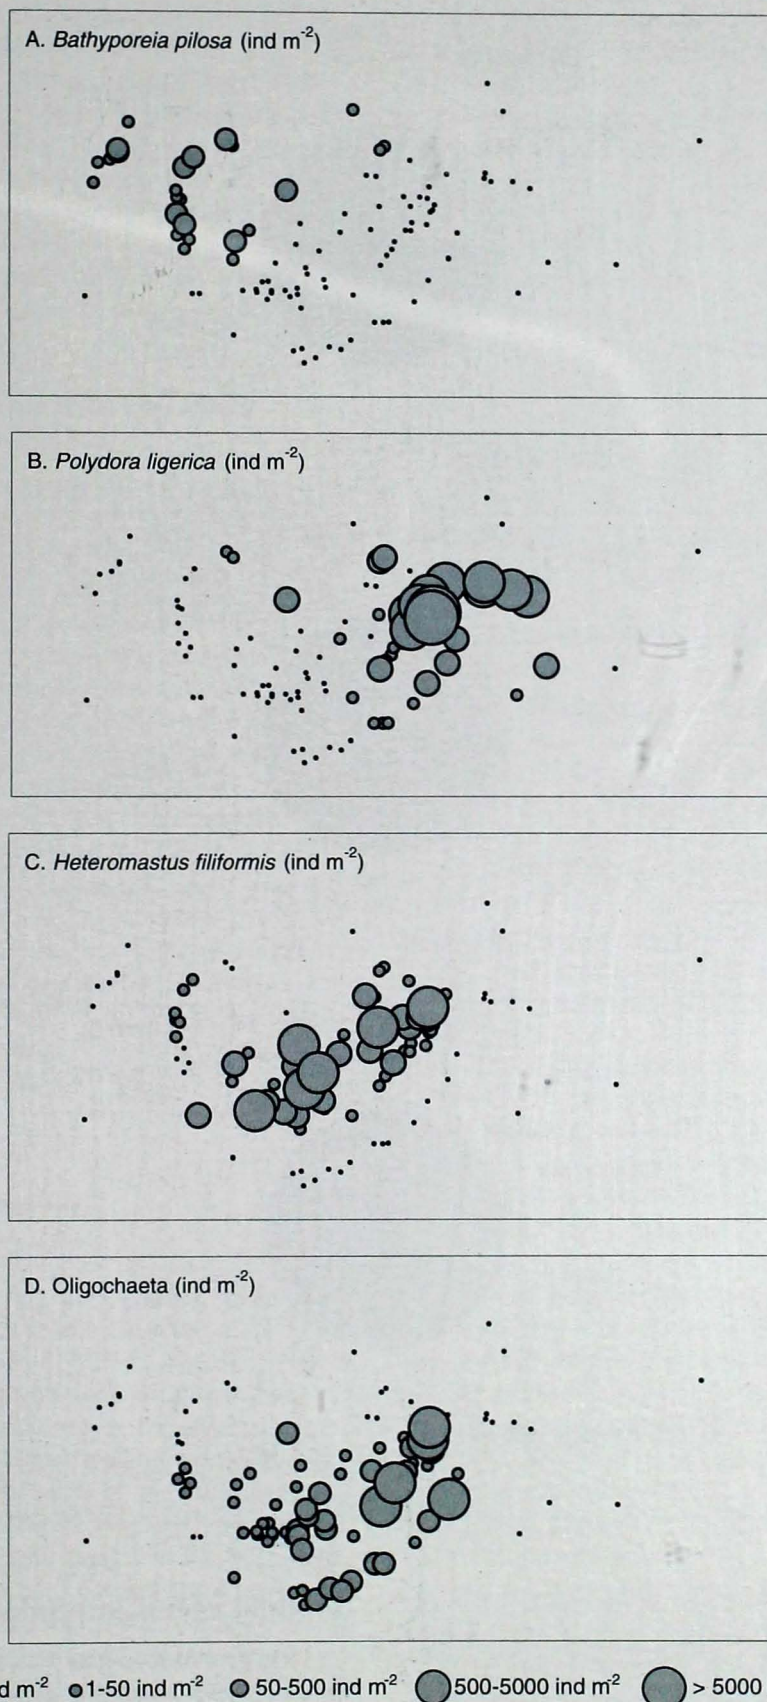 A. Bathyporeia pilosa (ind m⁻²)
B. Polydora ligerica (ind m⁻²)
C. Heteromastus filiformis (ind m⁻²)
D. Oligochaeta (ind m⁻²)
d m⁻² 1-50 ind m⁻² 50-500 ind m⁻² 500-5000 ind m⁻² > 5000